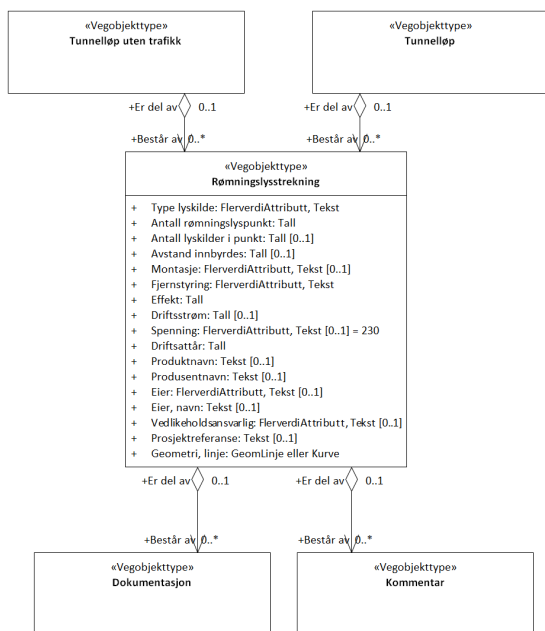 «Vegobjekttype»
Tunnelløp uten trafikk
«Vegobjekttype»
Tunnelløp
+Er del av 0..1
+Er del av 0..1
+Består av 0..*
+Består av 0..*
«Vegobjekttype»
Rømningslysstrekning
+ Type lyskilde: FlerverdiAttributt, Tekst
+ Antall rømningslyspunkt: Tall
+ Antall lyskilder i punkt: Tall [0..1]
+ Avstand innbyrdes: Tall [0..1]
+ Montasje: FlerverdiAttributt, Tekst [0..1]
+ Fjernstyring: FlerverdiAttributt, Tekst
+ Effekt: Tall
+ Driftsstrøm: Tall [0..1]
+ Spenning: FlerverdiAttributt, Tekst [0..1] = 230
+ Driftsattår: Tall
+ Produktnavn: Tekst [0..1]
+ Produsentnavn: Tekst [0..1]
+ Eier: FlerverdiAttributt, Tekst [0..1]
+ Eier, navn: Tekst [0..1]
+ Vedlikeholdsansvarlig: FlerverdiAttributt, Tekst [0..1]
+ Prosjektreferanse: Tekst [0..1]
+ Geometri, linje: GeomLinje eller Kurve
+Er del av 0..1
+Er del av 0..1
+Består av 0..*
+Består av 0..*
«Vegobjekttype»
Dokumentasjon
«Vegobjekttype»
Kommentar